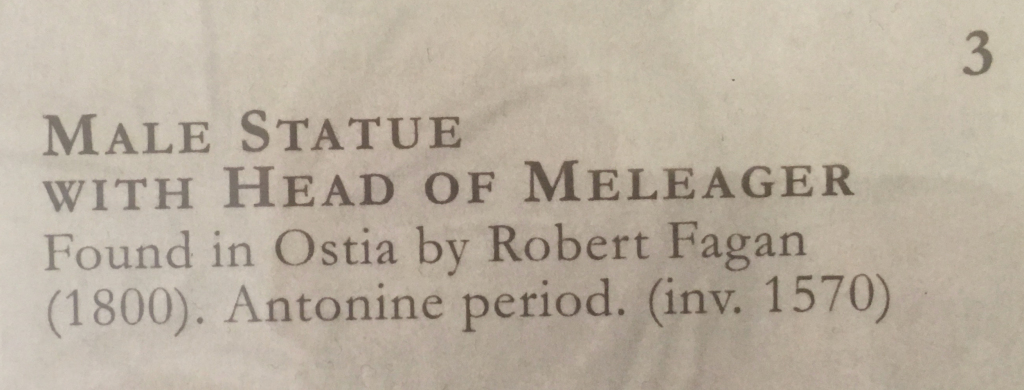 3
MALE STATUE
WITH HEAD OF MELEAGER
Found in Ostia by Robert Fagan
(1800). Antonine period. (inv. 1570)